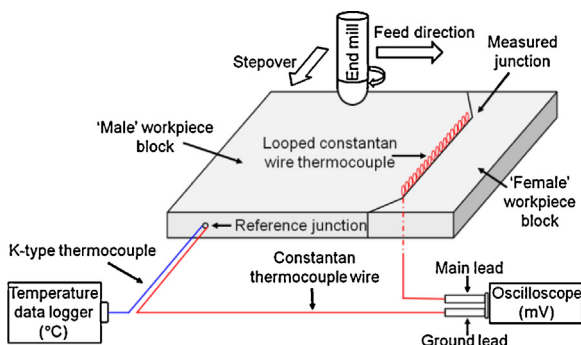 End mill
Feed direction
Stepover
Measured
junction
'Male' workpiece
block
Looped constantan
wire thermocouple
'Female'
workpiece
block
Reference junction
K-type thermocouple
Constantan
thermocouple wire
Main lead
Temperature
data logger
(°C)
Oscilloscope
(mV)
Ground lead